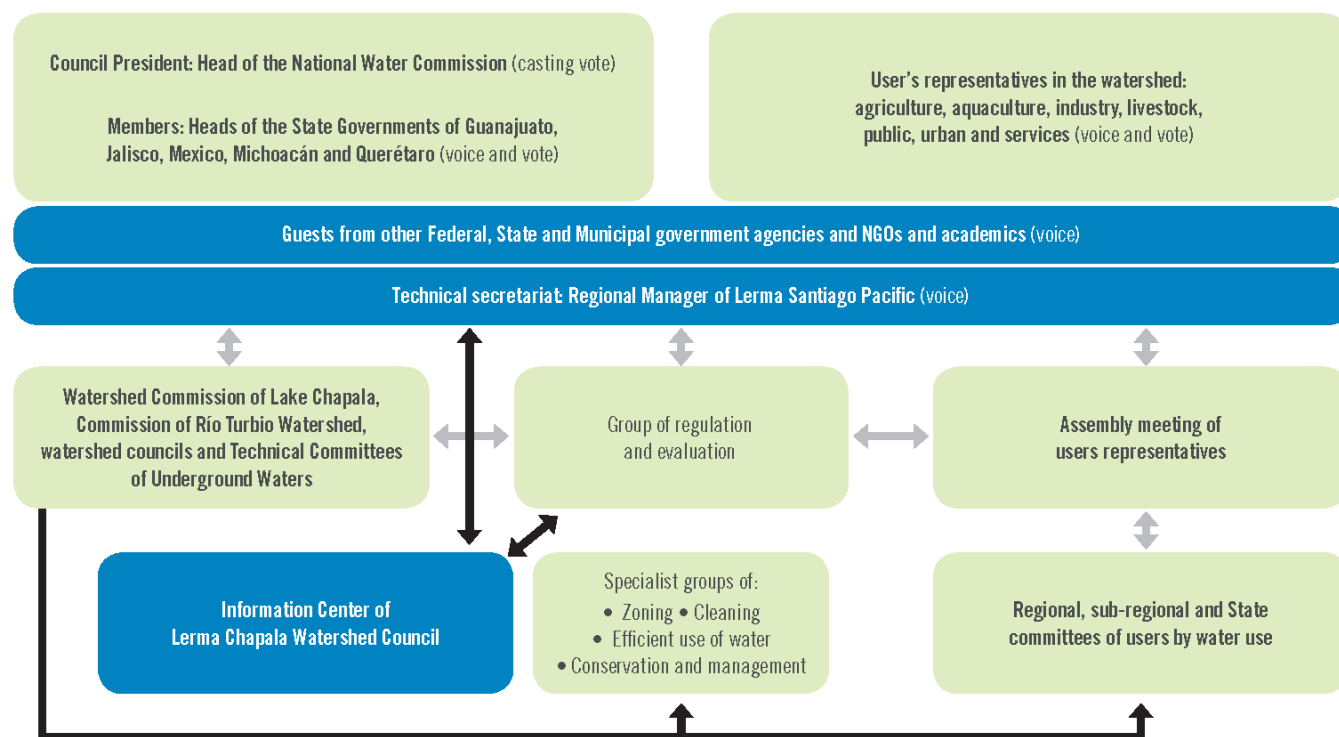 Council President: Head of the National Water Commission (casting vote)
Members: Heads of the State Governments of Guanajuato,
Jalisco, Mexico, Michoacán and Querétaro (voice and vote)
User's representatives in the watershed:
agriculture, aquaculture, industry, livestock,
public, urban and services (voice and vote)
Guests from other Federal, State and Municipal government agencies and NGOs and academics (voice)
Technical secretariat: Regional Manager of Lerma Santiago Pacific (voice)
Watershed Commission of Lake Chapala,
Commission of Río Turbio Watershed,
watershed councils and Technical Committees
of Underground Waters
Group of regulation
and evaluation
Assembly meeting of
users representatives
Information Center of
Lerma Chapala Watershed Council
Specialist groups of:
• Zoning • Cleaning
• Efficient use of water
• Conservation and management
Regional, sub-regional and State
committees of users by water use